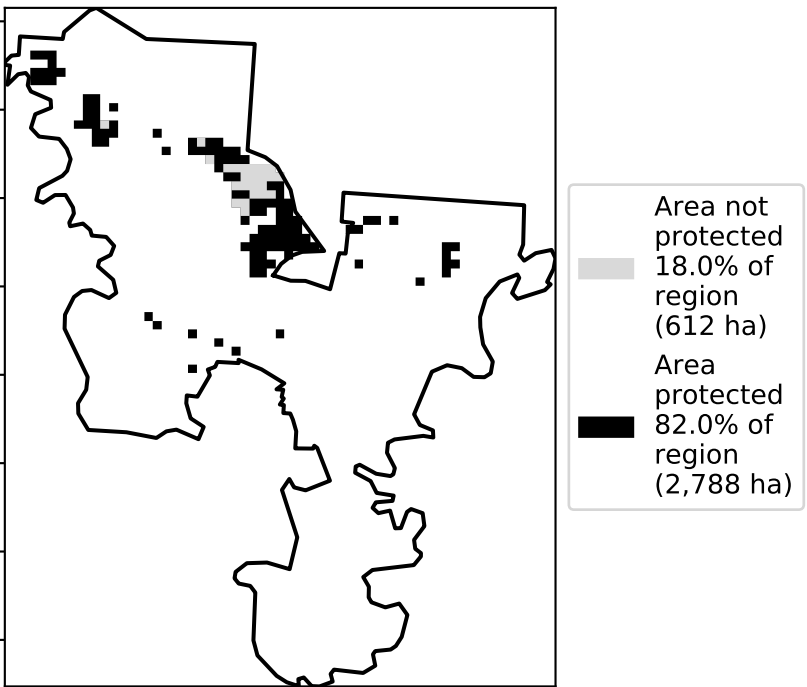 Area not
protected
18.0% of
region
(612 ha)
Area
protected
82.0% of
region
(2,788 ha)